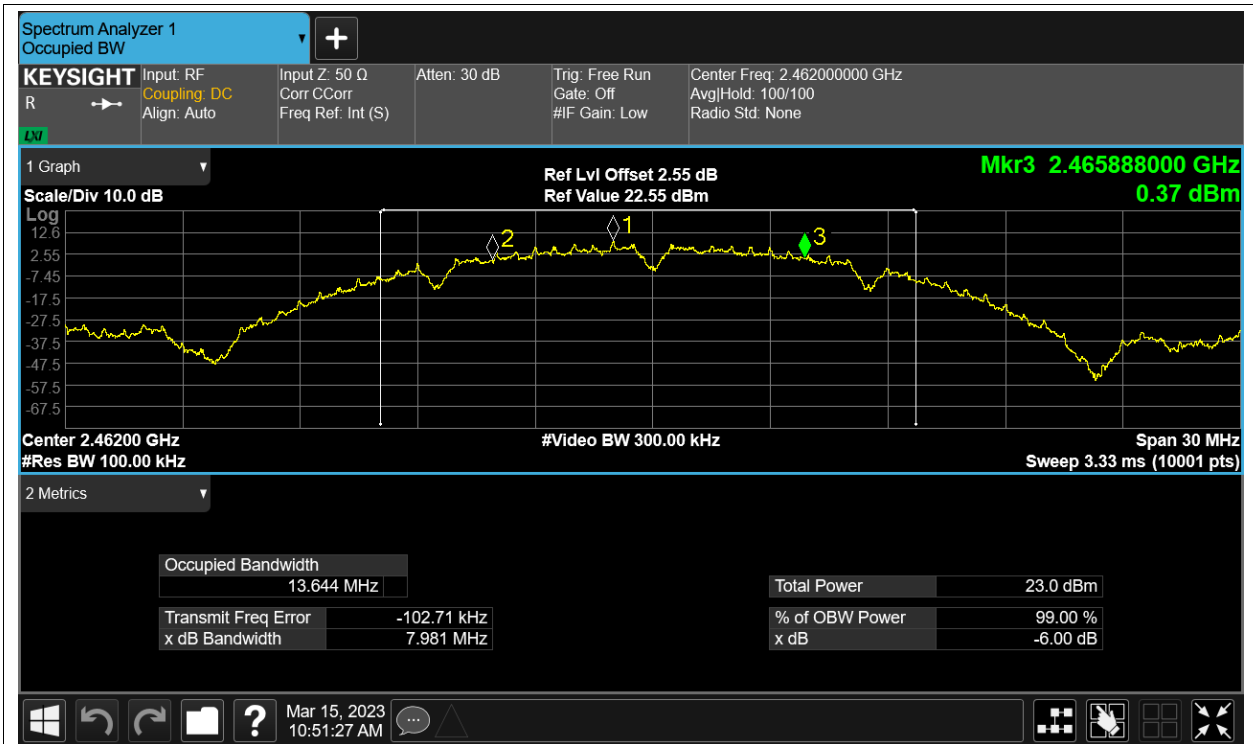 Spectrum Analyzer 1
Occupied BW
KEYSIGHT
R
LXI
Input: RF
Coupling: DC
Align: Auto
Input Z: 50 Ω
Corr CCorr
Freq Ref: Int (S)
Atten: 30 dB
Trig: Free Run
Gate: Off
#IF Gain: Low
Center Freq: 2.462000000 GHz
Avg|Hold: 100/100
Radio Std: None
1 Graph
Scale/Div 10.0 dB
Ref Lvl Offset 2.55 dB
Ref Value 22.55 dBm
Mkr3 2.465888000 GHz
0.37 dBm
Log
12.6
2.55
-7.45
-17.5
-27.5
-37.5
-47.5
-57.5
-67.5
2
1
3
Center 2.46200 GHz
#Res BW 100.00 kHz
#Video BW 300.00 kHz
Span 30 MHz
Sweep 3.33 ms (10001 pts)
2 Metrics
Occupied Bandwidth
13.644 MHz
Transmit Freq Error -102.71 kHz
x dB Bandwidth 7.981 MHz
Total Power 23.0 dBm
% of OBW Power 99.00 %
x dB -6.00 dB
?
Mar 15, 2023
10:51:27 AM